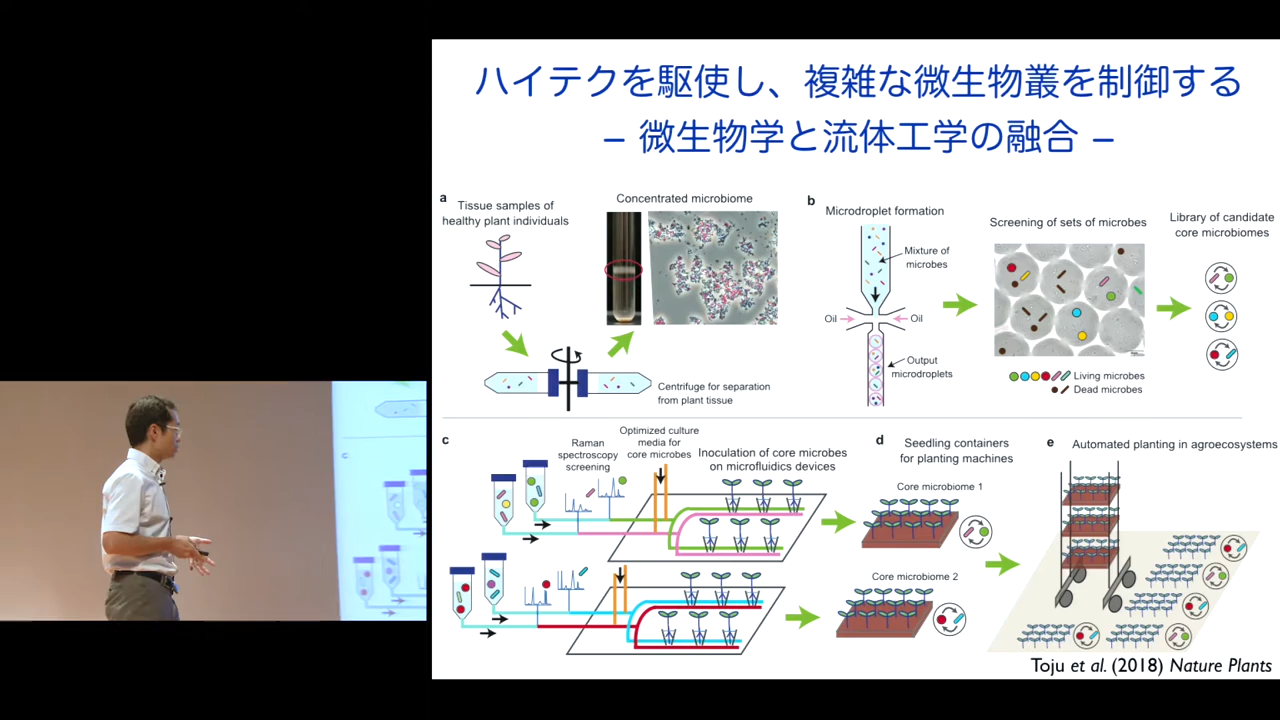 ハイテクを駆使し、複雑な微生物叢を制御する
– 微生物学と流体工学の融合 –
a
Tissue samples of
healthy plant individuals
Concentrated microbiome
Centrifuge for separation
from plant tissue
b
Microdroplet formation
Mixture of
microbes
Oil
Oil
Output
microdroplets
Screening of sets of microbes
Living microbes
Dead microbes
Library of candidate
core microbiomes
c
Raman
spectroscopy
screening
Optimized culture
media for
core microbes
Inoculation of core microbes
on microfluidics devices
d
Seedling containers
for planting machines
Core microbiome 1
Core microbiome 2
e
Automated planting in agroecosystems
Toju et al. (2018) Nature Plants
c